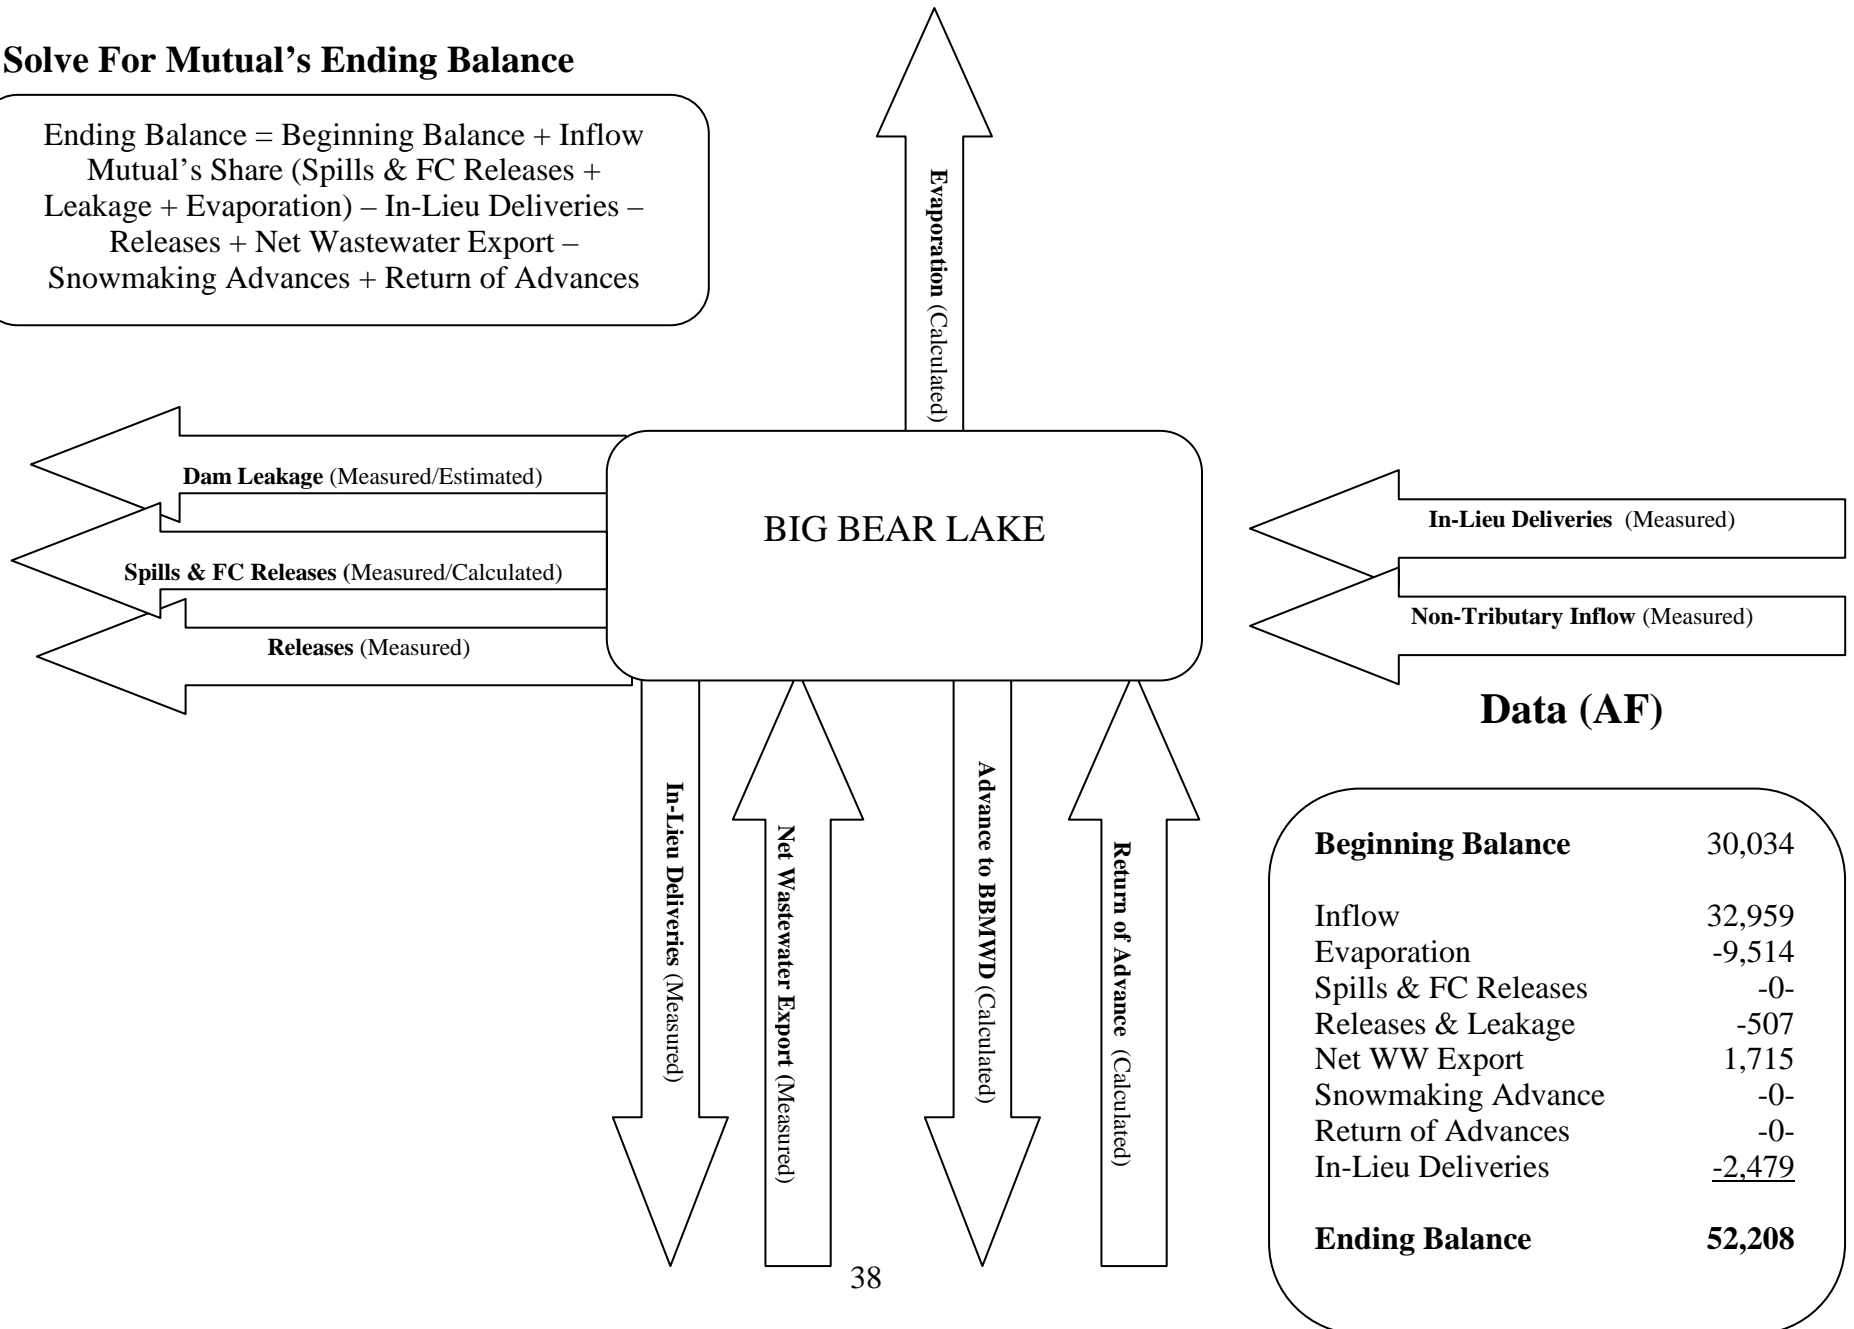 Solve For Mutual’s Ending Balance
Ending Balance = Beginning Balance + Inflow
Mutual’s Share (Spills & FC Releases +
Leakage + Evaporation) – In-Lieu Deliveries –
Releases + Net Wastewater Export –
Snowmaking Advances + Return of Advances
Evaporation (Calculated)
Dam Leakage (Measured/Estimated)
Spills & FC Releases (Measured/Calculated)
Releases (Measured)
BIG BEAR LAKE
In-Lieu Deliveries (Measured)
Non-Tributary Inflow (Measured)
In-Lieu Deliveries (Measured)
Net Wastewater Export (Measured)
Advance to BBMWD (Calculated)
Return of Advance (Calculated)
Data (AF)
Beginning Balance 30,034
Inflow 32,959
Evaporation -9,514
Spills & FC Releases -0-
Releases & Leakage -507
Net WW Export 1,715
Snowmaking Advance -0-
Return of Advances -0-
In-Lieu Deliveries -2,479
Ending Balance 52,208
38